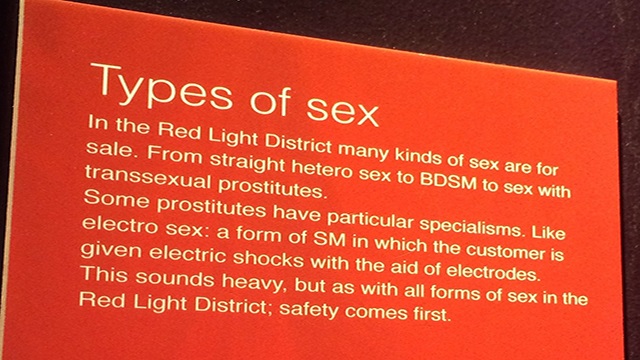 Types of sex
In the Red Light District many kinds of sex are for
sale. From straight hetero sex to BDSM to sex with
transsexual prostitutes.
Some prostitutes have particular specialisms. Like
electro sex: a form of SM in which the customer is
given electric shocks with the aid of electrodes.
This sounds heavy, but as with all forms of sex in the
Red Light District; safety comes first.